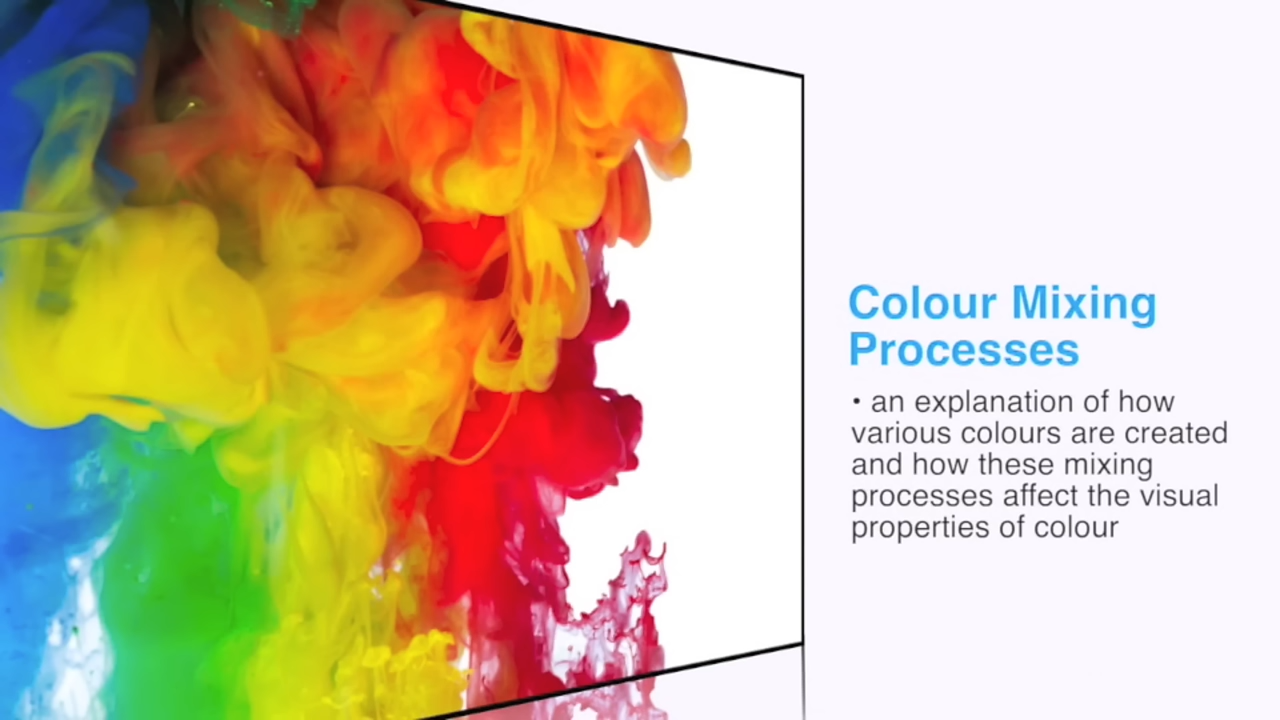 Colour Mixing
Processes
• an explanation of how
various colours are created
and how these mixing
processes affect the visual
properties of colour